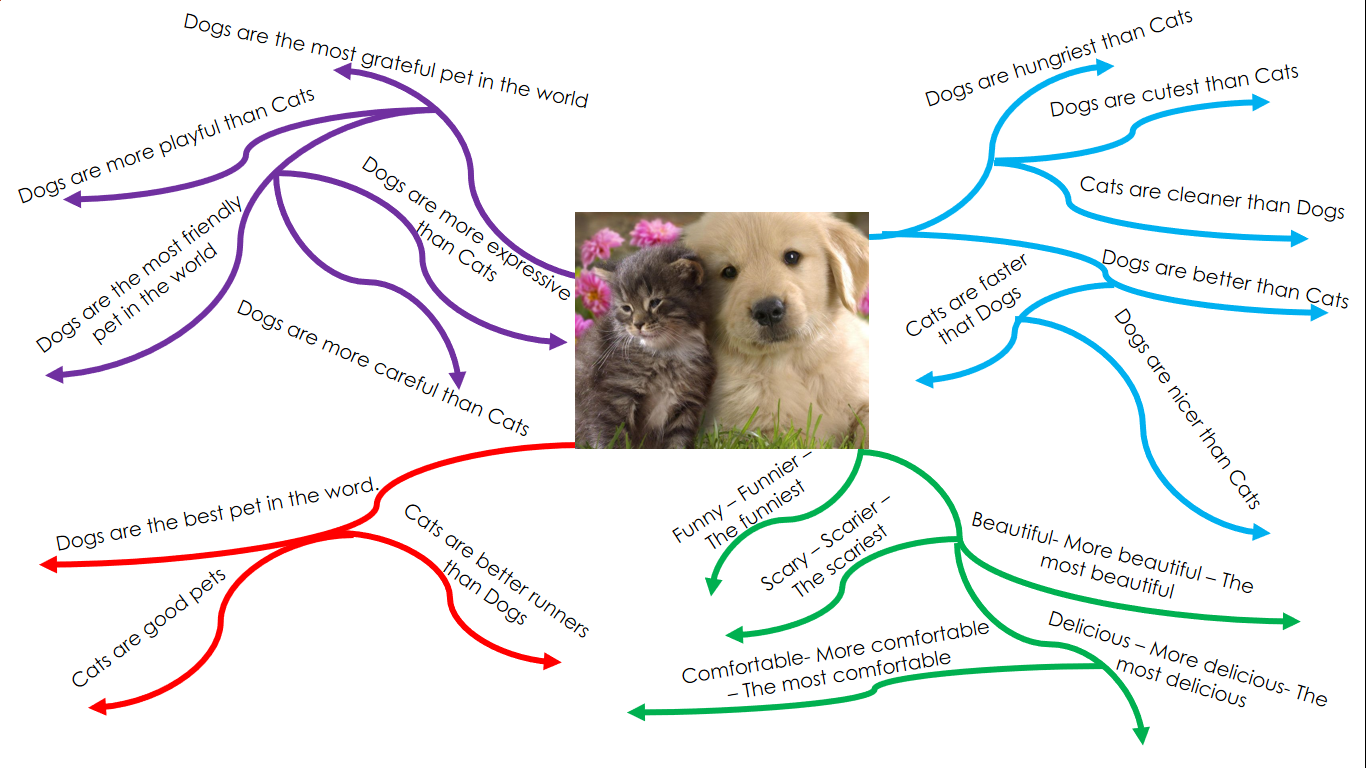 Dogs are the most grateful pet in the world
Dogs are more playful than Cats
Dogs are the most friendly
pet in the world
Dogs are more expressive
than Cats
Dogs are more careful than Cats
Dogs are hungriest than Cats
Dogs are cutest than Cats
Cats are cleaner than Dogs
Dogs are better than Cats
Cats are faster
that Dogs
Dogs are nicer than Cats
Dogs are the best pet in the word.
Cats are good pets
Cats are better runners
than Dogs
Funny – Funnier –
The funniest
Scary – Scarier –
The scariest
Beautiful- More beautiful – The
most beautiful
Comfortable- More comfortable
– The most comfortable
Delicious – More delicious- The
most delicious